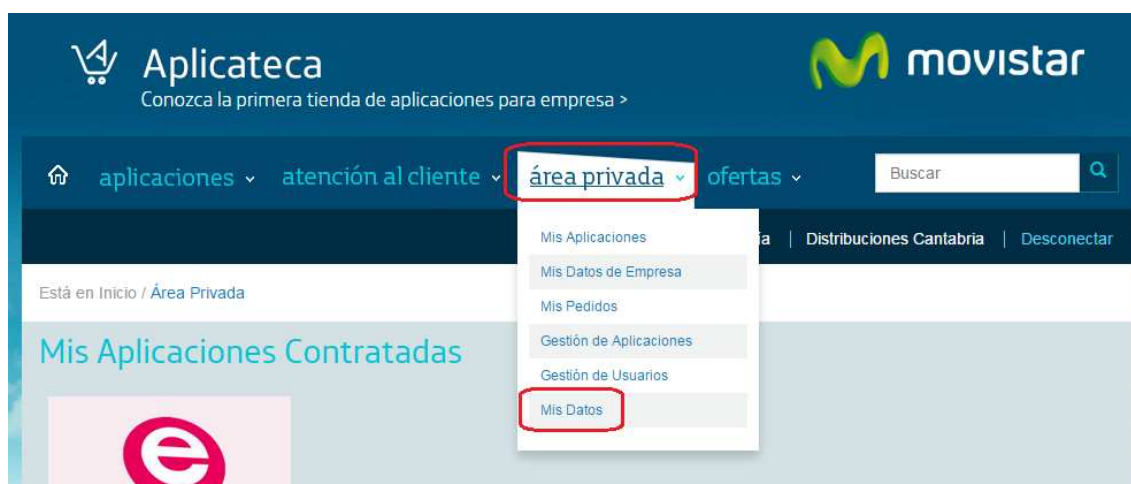 Aplicateca
Conozca la primera tienda de aplicaciones para empresa >
movistar
aplicaciones
atención al cliente
área privada
ofertas
Buscar
Distribuciones Cantabria | Desconectar
Está en Inicio / Área Privada
Mis Aplicaciones
Mis Datos de Empresa
Mis Pedidos
Gestión de Aplicaciones
Gestión de Usuarios
Mis Datos
Mis Aplicaciones Contratadas
e